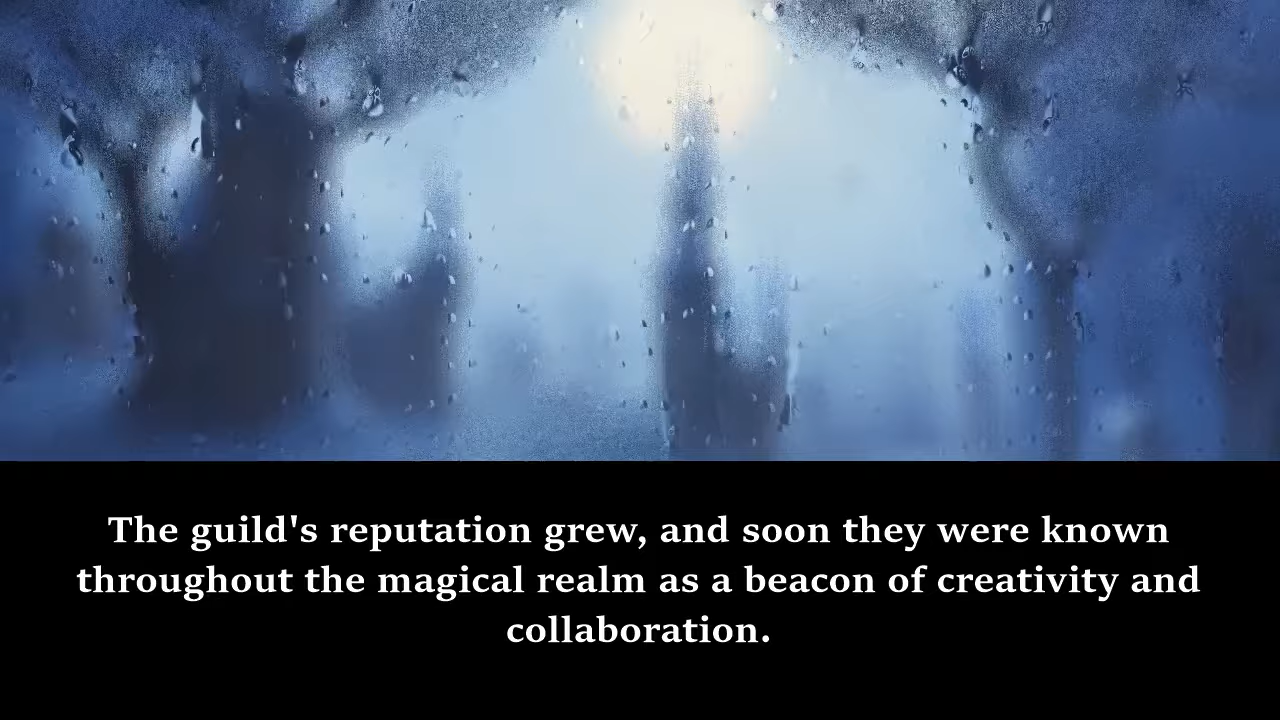 The guild's reputation grew, and soon they were known
throughout the magical realm as a beacon of creativity and
collaboration.